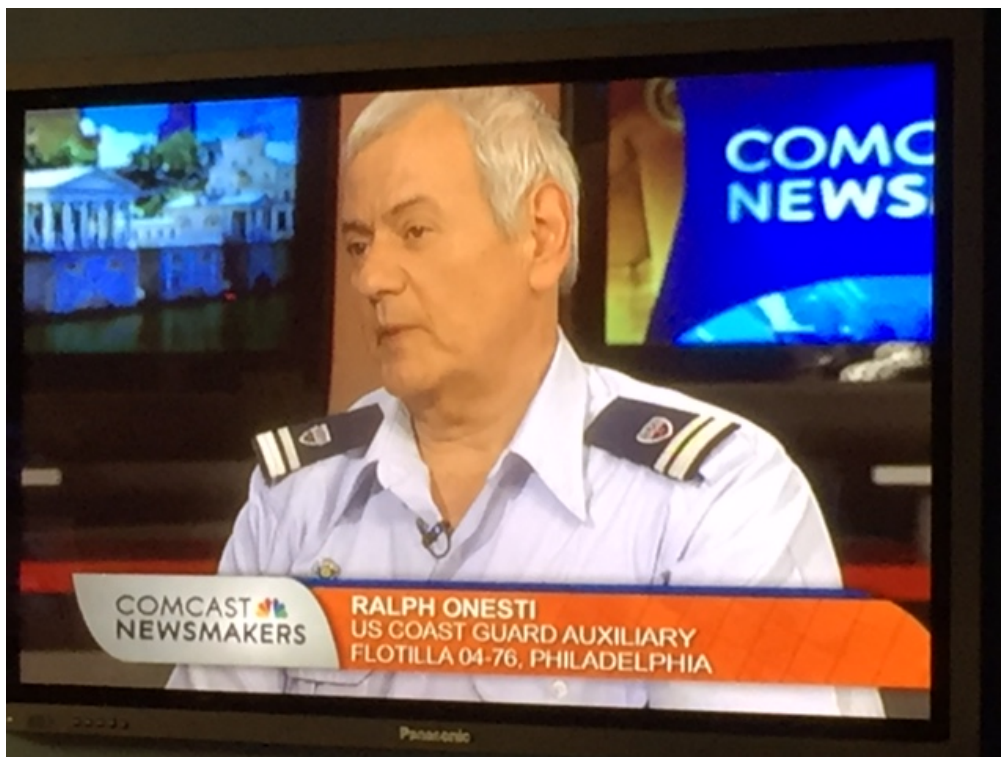 COMC
NEWS
COMCAST
NEWSMAKERS
RALPH ONESTI
US COAST GUARD AUXILIARY
FLOTILLA 04-76, PHILADELPHIA
Panasonic